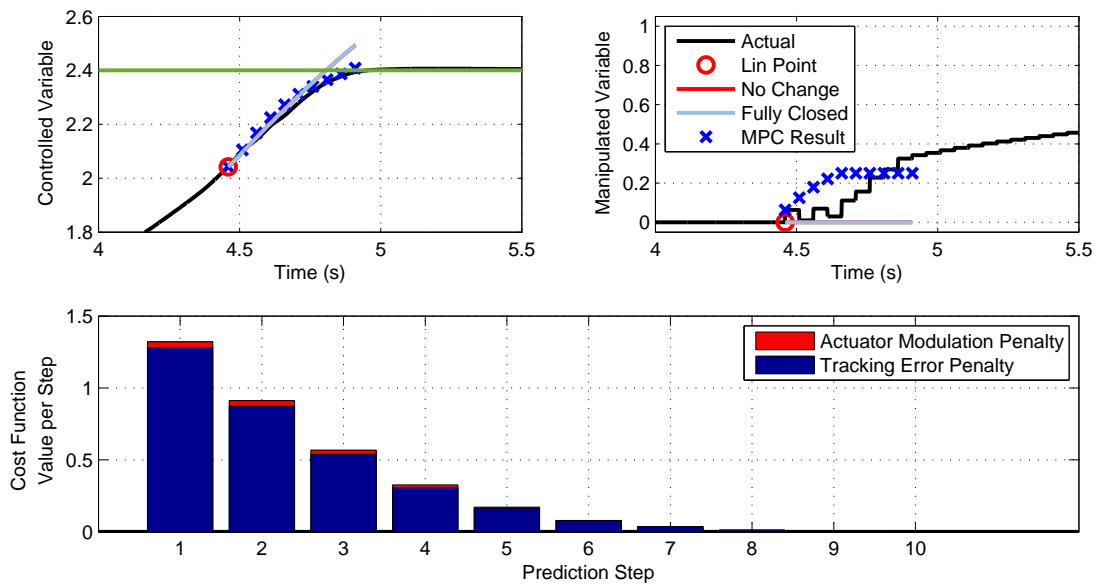 2.6
2.4
2.2
2
1.8
Controlled Variable
4
4.5
5
5.5
Time (s)
1
0.8
0.6
0.4
0.2
0
Manipulated Variable
Actual
Lin Point
No Change
Fully Closed
MPC Result
4
4.5
5
5.5
Time (s)
1.5
1
0.5
0
Cost Function
Value per Step
Actuator Modulation Penalty
Tracking Error Penalty
1
2
3
4
5
6
7
8
9
10
Prediction Step